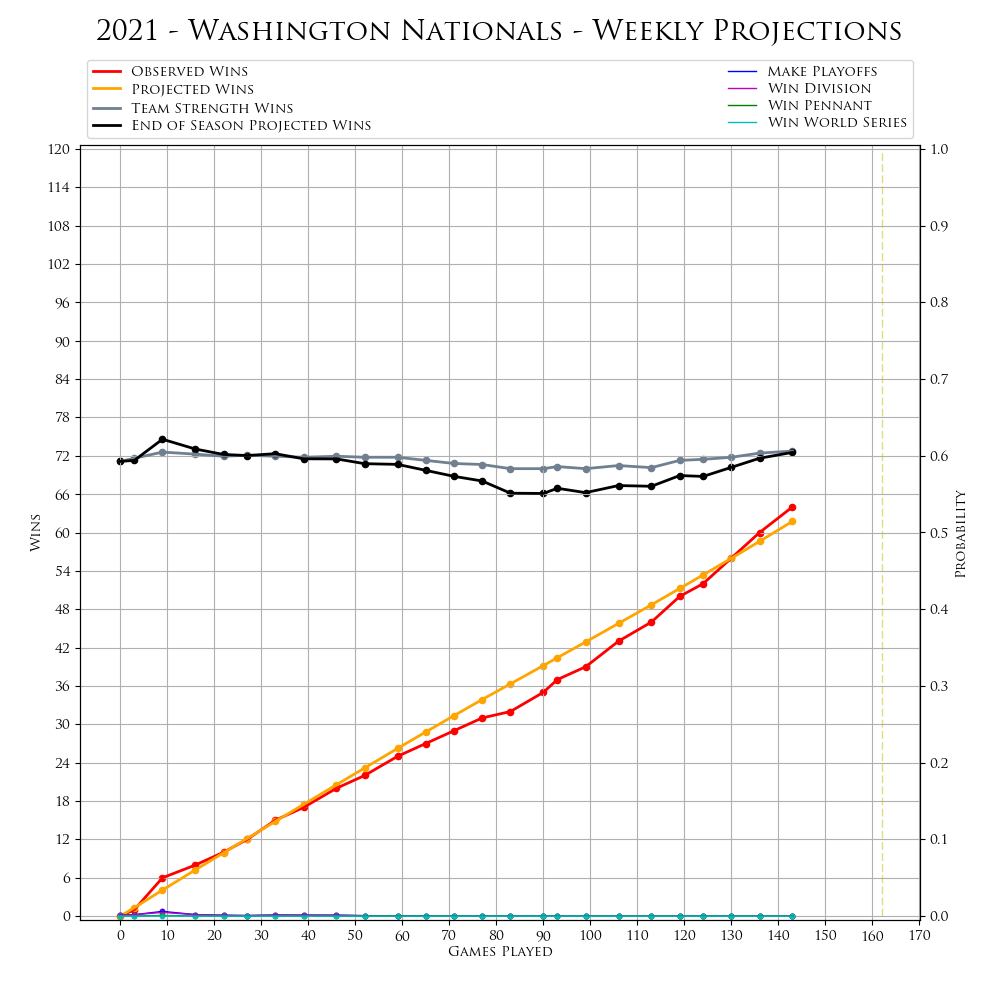 2021 - Washington Nationals - Weekly Projections
Observed Wins
Projected Wins
Team Strength Wins
End of Season Projected Wins
Make Playoffs
Win Division
Win Pennant
Win World Series
120
114
108
102
96
90
84
78
72
66
60
54
48
42
36
30
24
18
12
6
0
Wins
1.0
0.9
0.8
0.7
0.6
0.5
0.4
0.3
0.2
0.1
0.0
Probability
0 10 20 30 40 50 60 70 80 90 100 110 120 130 140 150 160 170
Games Played